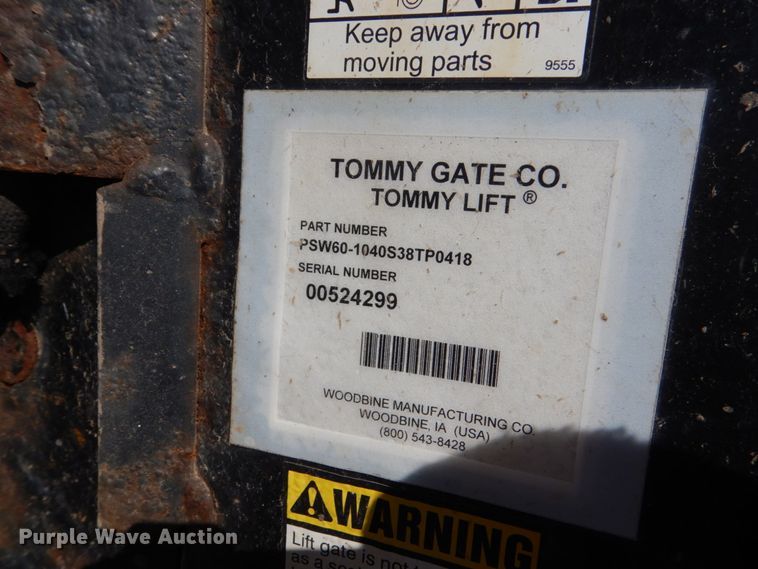 Keep away from
moving parts
9555
TOMMY GATE CO.
TOMMY LIFT ®
PART NUMBER
PSW60-1040S38TP0418
SERIAL NUMBER
00524299
WOODBINE MANUFACTURING CO.
WOODBINE, IA (USA)
(800) 543-8428
WARNING
Lift gate is not
as a
Purple Wave Auction